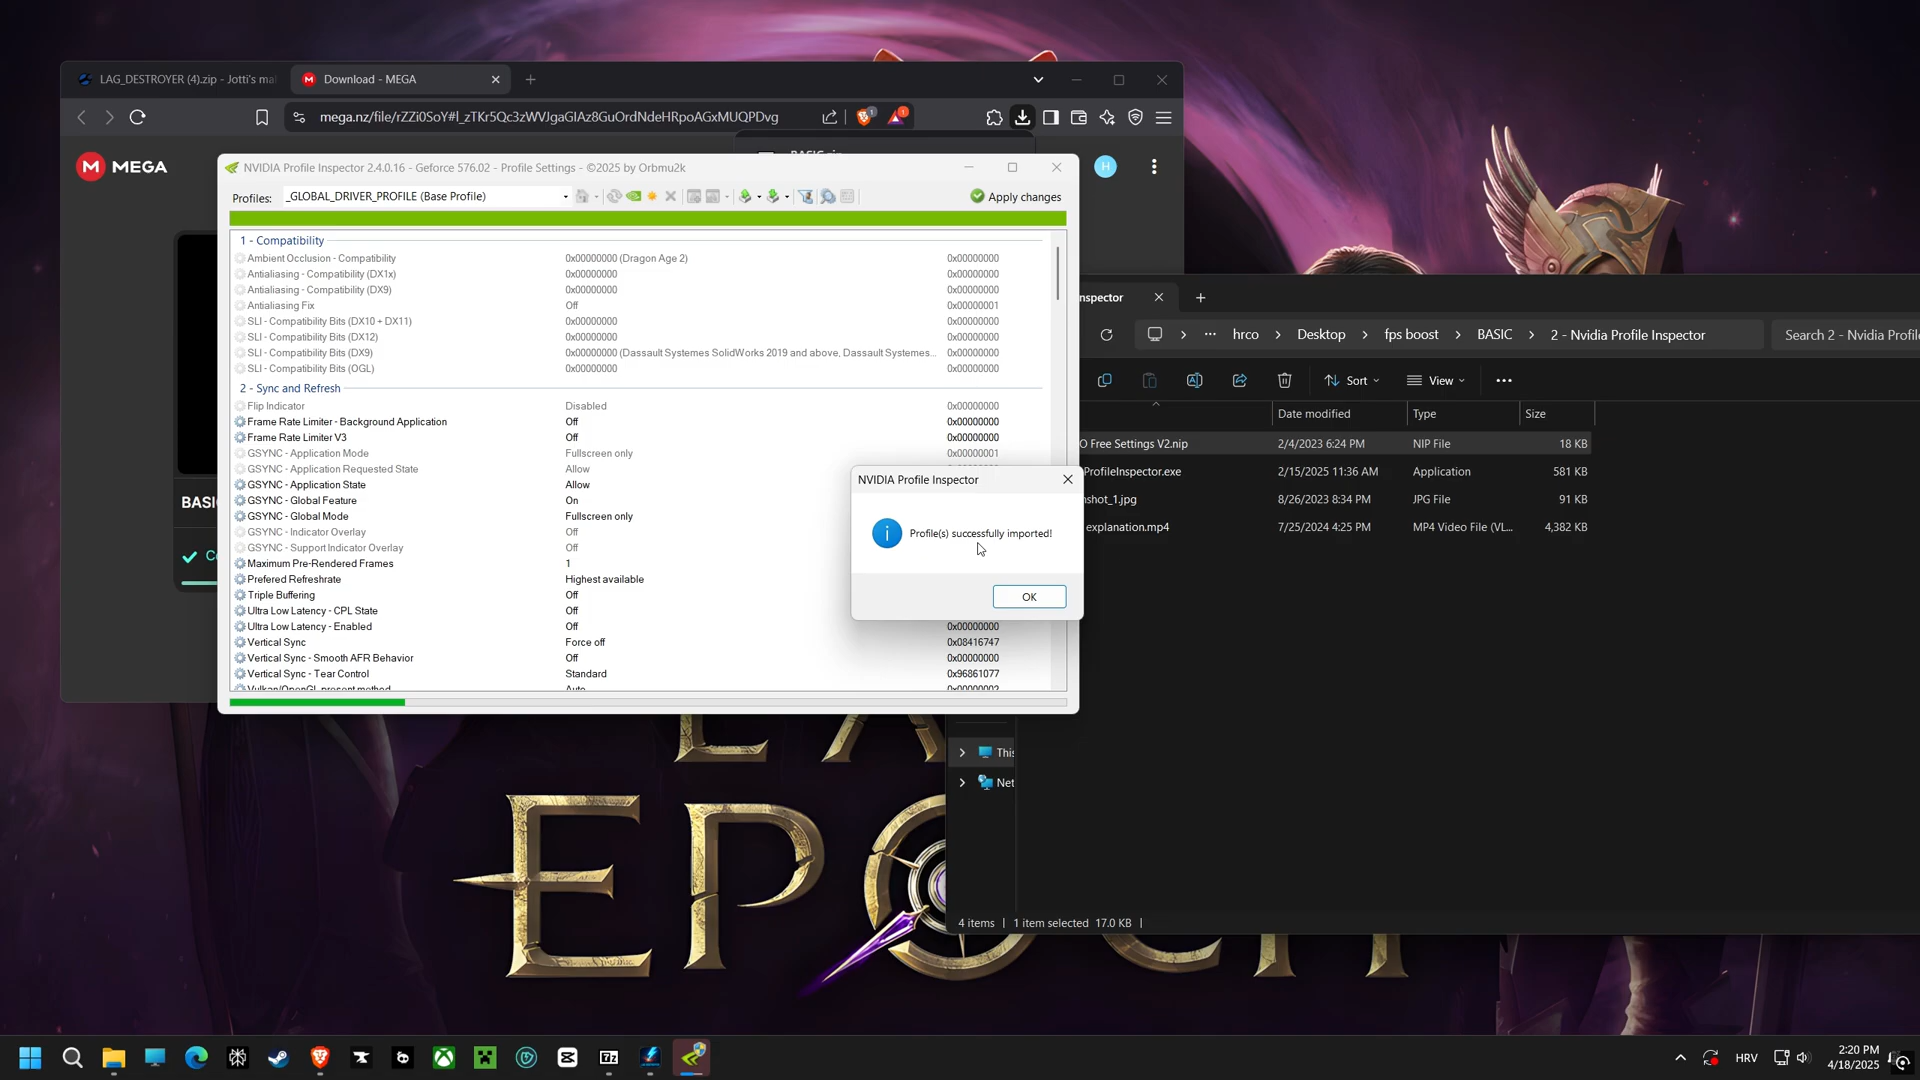 LAG_DESTROYER (4).zip - Jotti's ma
Download - MEGA
mega.nz/file/rZZi0SoY#l_zTKr5Qc3zWVJgaGIAz8GuOrdNdeHRpoAGxMUQPDvg
1
1
MEGA
H
NVIDIA Profile Inspector 2.4.0.16 - Geforce 576.02 - Profile Settings - ©2025 by Orbmu2k
Profiles: _GLOBAL_DRIVER_PROFILE (Base Profile)
Apply changes
1 - Compatibility
Ambient Occlusion - Compatibility 0x00000000 (Dragon Age 2) 0x00000000
Antialiasing - Compatibility (DX1x) 0x00000000 0x00000000
Antialiasing - Compatibility (DX9) 0x00000000 0x00000000
Antialiasing Fix Off 0x00000001
SLI - Compatibility Bits (DX10 + DX11) 0x00000000 0x00000000
SLI - Compatibility Bits (DX12) 0x00000000 0x00000000
SLI - Compatibility Bits (DX9) 0x00000000 (Dassault Systemes SolidWorks 2019 and above, Dassault Systemes... 0x00000000
SLI - Compatibility Bits (OGL) 0x00000000 0x00000000
2 - Sync and Refresh
Flip Indicator Disabled 0x00000000
Frame Rate Limiter - Background Application Off 0x00000000
Frame Rate Limiter V3 Off 0x00000000
GSYNC - Application Mode Fullscreen only 0x00000001
GSYNC - Application Requested State Allow
GSYNC - Application State Allow
GSYNC - Global Feature On
GSYNC - Global Mode Fullscreen only
GSYNC - Indicator Overlay Off
GSYNC - Support Indicator Overlay Off
Maximum Pre-Rendered Frames 1
Prefered Refreshrate Highest available
Triple Buffering Off
Ultra Low Latency - CPL State Off
Ultra Low Latency - Enabled Off 0x00000000
Vertical Sync Force off 0x08416747
Vertical Sync - Smooth AFR Behavior Off 0x00000000
Vertical Sync - Tear Control Standard 0x96861077
Vulkan/OpenGL present method Auto 0x00000002
NVIDIA Profile Inspector
Profile(s) successfully imported!
OK
BASIC
nspector
hrco Desktop fps boost BASIC 2 - Nvidia Profile Inspector
Search 2 - Nvidia Profile
Sort
View
Date modified Type Size
O Free Settings V2.nip 2/4/2023 6:24 PM NIP File 18 KB
ProfileInspector.exe 2/15/2025 11:36 AM Application 581 KB
shot_1.jpg 8/26/2023 8:34 PM JPG File 91 KB
explanation.mp4 7/25/2024 4:25 PM MP4 Video File (VL... 4,382 KB
This
Net
4 items 1 item selected 17.0 KB
EPOCH
HRV
2:20 PM
4/18/2025